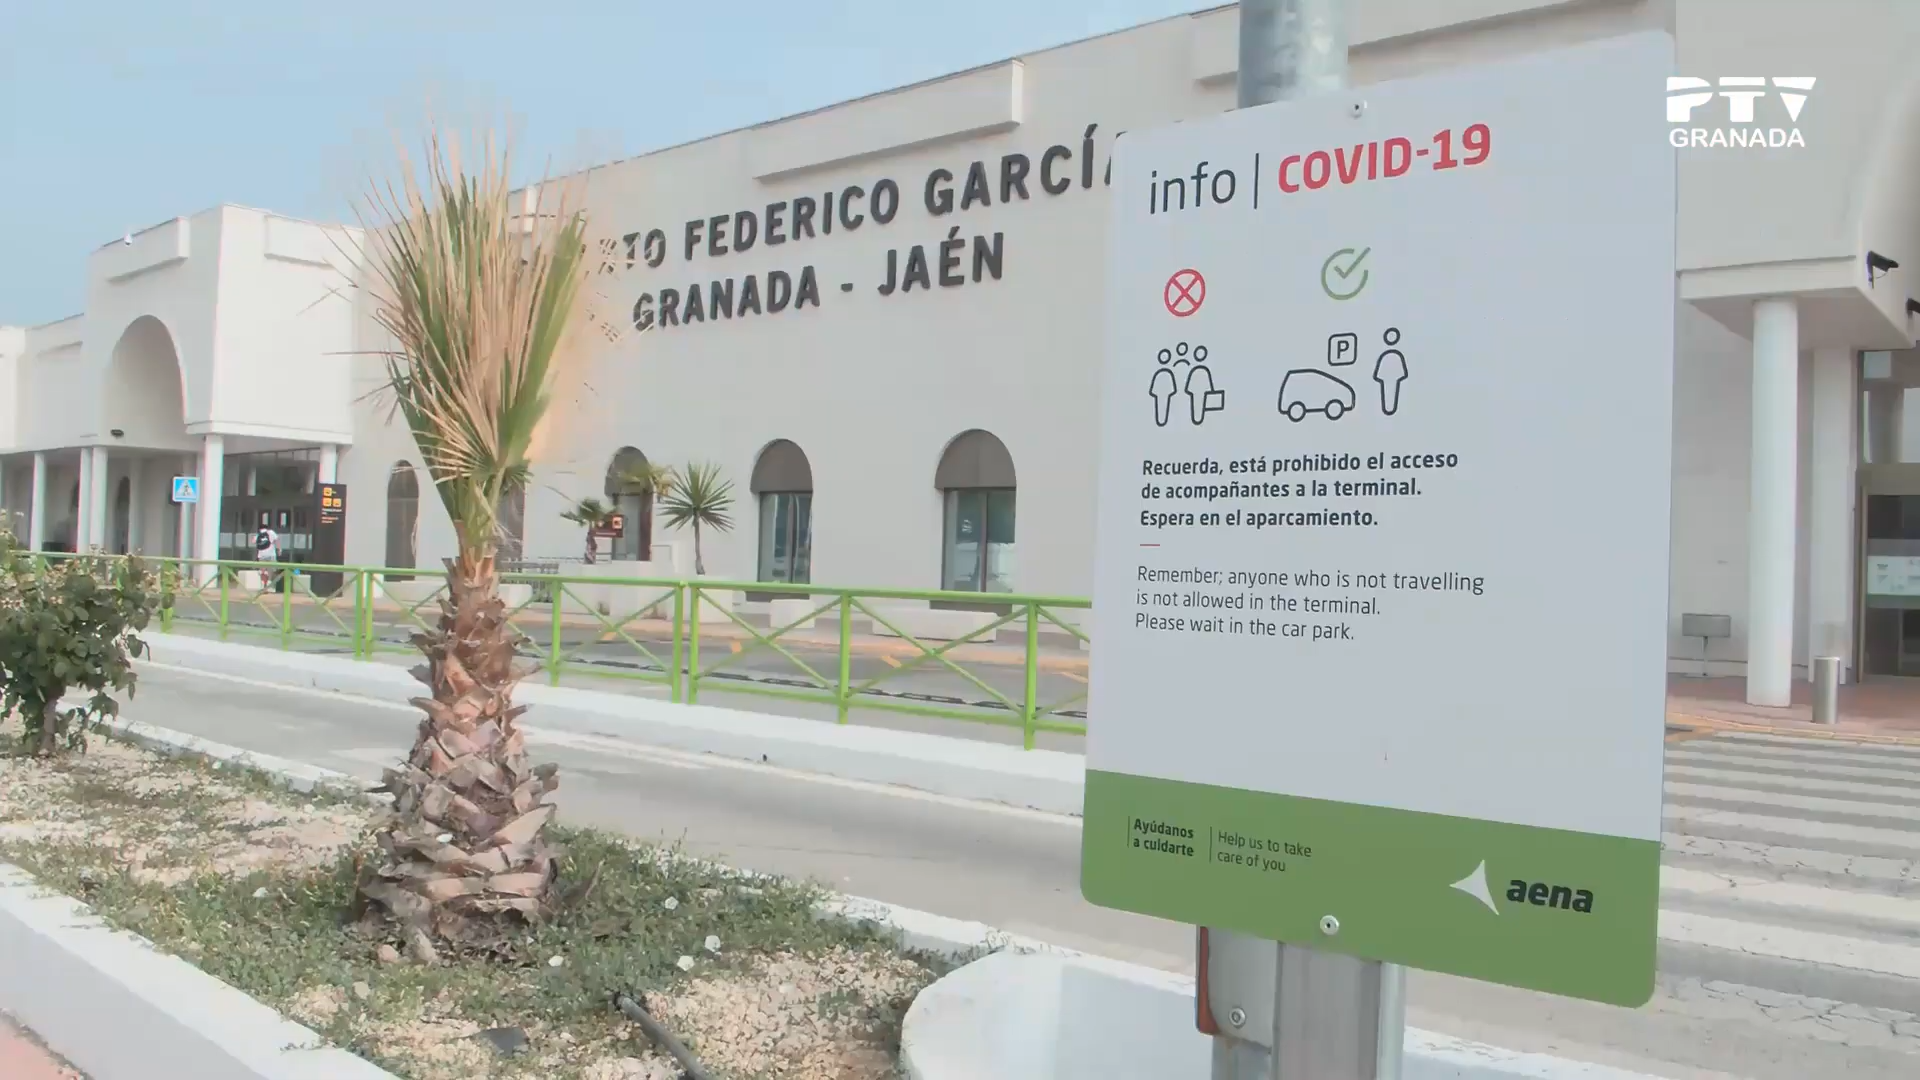 PTV
GRANADA
RTO FEDERICO GARCÍA
GRANADA - JAÉN
info | COVID-19
P
Recuerda, está prohibido el acceso
de acompañantes a la terminal.
Espera en el aparcamiento.
Remember; anyone who is not travelling
is not allowed in the terminal.
Please wait in the car park.
Ayúdanos
a cuidarte
Help us to take
care of you
aena